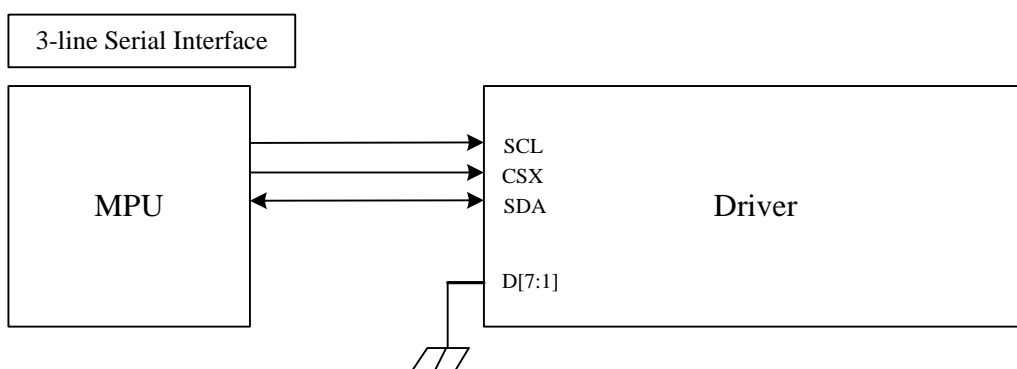 3-line Serial Interface
MPU
SCL
CSX
SDA
Driver
D[7:1]